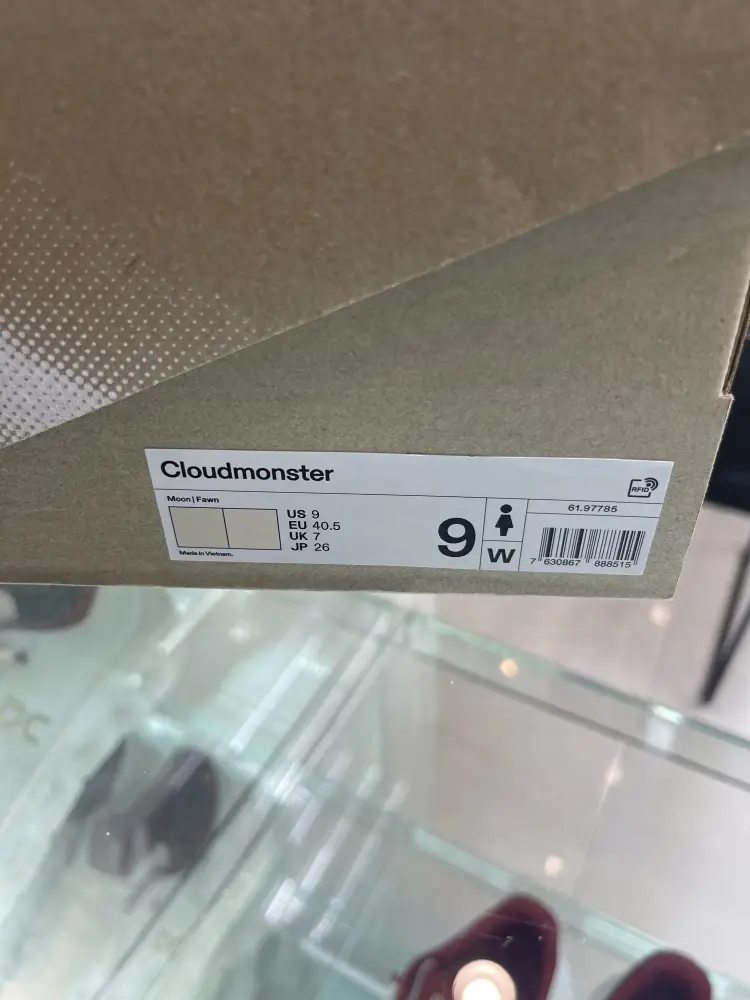 Cloudmonster
RFID
Moon | Fawn
US 9
EU 40.5
UK 7
JP 26
Made in Vietnam.
9
W
61.97785
7 630867 888515
DC